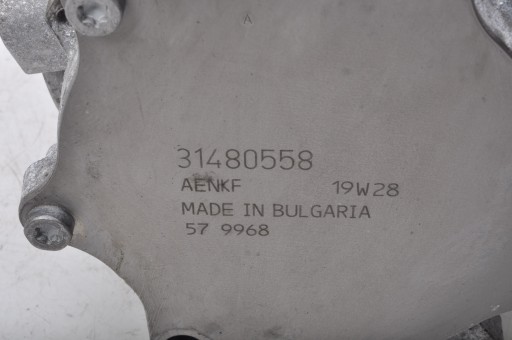 A
31480558
AENKF 19W28
MADE IN BULGARIA
57 9968